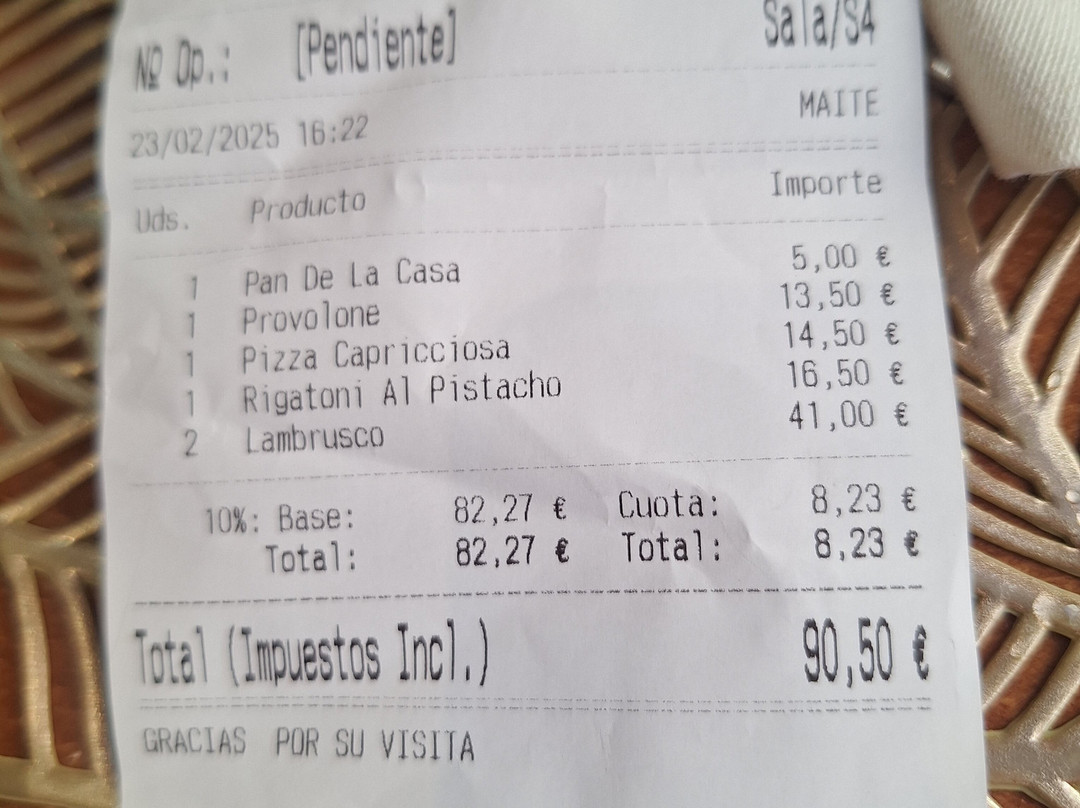 Nº Op.: [Pendiente] Sala/S4
MAITE
23/02/2025 16:22
Uds. Producto Importe
1 Pan De La Casa 5,00 €
1 Provolone 13,50 €
1 Pizza Capricciosa 14,50 €
1 Rigatoni Al Pistacho 16,50 €
2 Lambrusco 41,00 €
10%: Base: 82,27 € Cuota: 8,23 €
Total: 82,27 € Total: 8,23 €
Total (Impuestos Incl.) 90,50 €
GRACIAS POR SU VISITA